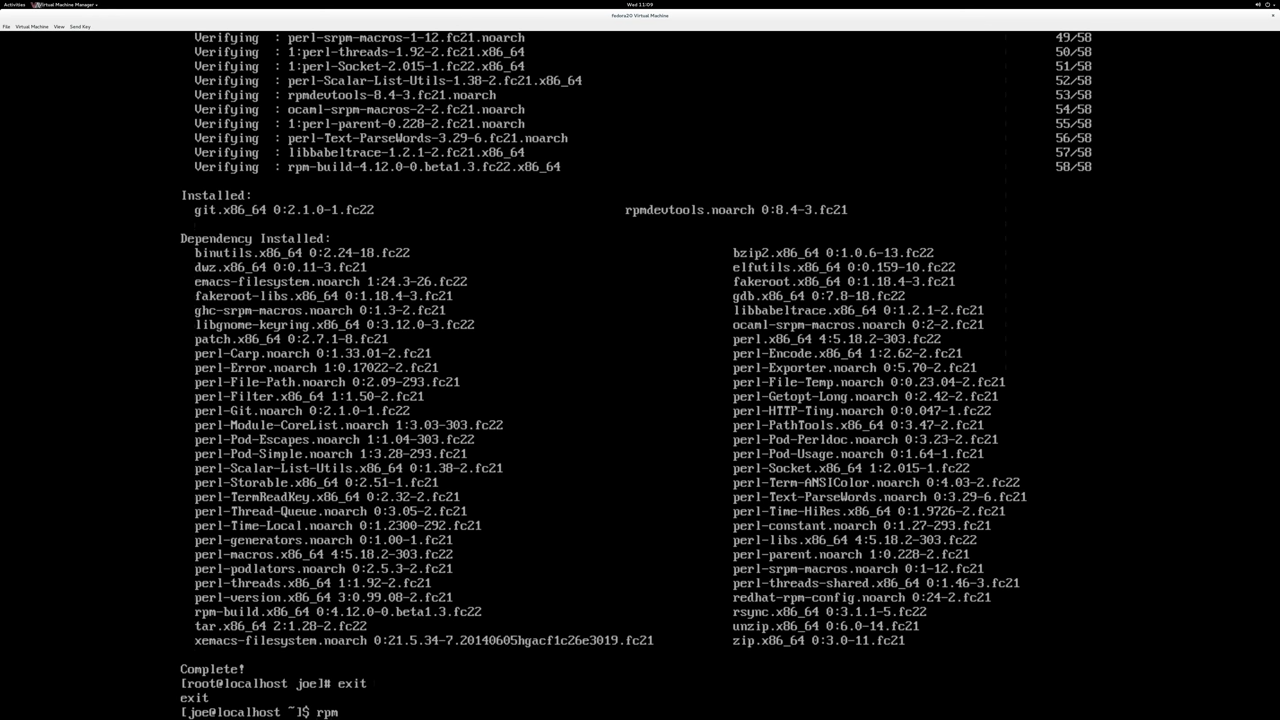 Activities Virtual Machine Manager Wed 11:09
Fedora20 Virtual Machine
File Virtual Machine View Send Key
Verifying : perl-srpm-macros-1-12.fc21.noarch 49/58
Verifying : 1:perl-threads-1.92-2.fc21.x86_64 50/58
Verifying : 1:perl-Socket-2.015-1.fc22.x86_64 51/58
Verifying : perl-Scalar-List-Utils-1.38-2.fc21.x86_64 52/58
Verifying : rpmdevtools-8.4-3.fc21.noarch 53/58
Verifying : ocaml-srpm-macros-2-2.fc21.noarch 54/58
Verifying : 1:perl-parent-0.228-2.fc21.noarch 55/58
Verifying : perl-Text-ParseWords-3.29-6.fc21.noarch 56/58
Verifying : libbabeltrace-1.2.1-2.fc21.x86_64 57/58
Verifying : rpm-build-4.12.0-0.beta1.3.fc22.x86_64 58/58
Installed:
git.x86_64 0:2.1.0-1.fc22 rpmdevtools.noarch 0:8.4-3.fc21
Dependency Installed:
binutils.x86_64 0:2.24-18.fc22 bzip2.x86_64 0:1.0.6-13.fc22
dwz.x86_64 0:0.11-3.fc21 elfutils.x86_64 0:0.159-10.fc22
emacs-filesystem.noarch 1:24.3-26.fc22 fakeroot.x86_64 0:1.18.4-3.fc21
fakeroot-libs.x86_64 0:1.18.4-3.fc21 gdb.x86_64 0:7.8-18.fc22
ghc-srpm-macros.noarch 0:1.3-2.fc21 libbabeltrace.x86_64 0:1.2.1-2.fc21
libgnome-keyring.x86_64 0:3.12.0-3.fc22 ocaml-srpm-macros.noarch 0:2-2.fc21
patch.x86_64 0:2.7.1-8.fc21 perl.x86_64 4:5.18.2-303.fc22
perl-Carp.noarch 0:1.33.01-2.fc21 perl-Encode.x86_64 1:2.62-2.fc21
perl-Error.noarch 1:0.17022-2.fc21 perl-Exporter.noarch 0:5.70-2.fc21
perl-File-Path.noarch 0:2.09-293.fc21 perl-File-Temp.noarch 0:0.23.04-2.fc21
perl-Filter.x86_64 1:1.50-2.fc21 perl-Getopt-Long.noarch 0:2.42-2.fc21
perl-Git.noarch 0:2.1.0-1.fc22 perl-HTTP-Tiny.noarch 0:0.047-1.fc22
perl-Module-CoreList.noarch 1:3.03-303.fc22 perl-PathTools.x86_64 0:3.47-2.fc21
perl-Pod-Escapes.noarch 1:1.04-303.fc22 perl-Pod-Perldoc.noarch 0:3.23-2.fc21
perl-Pod-Simple.noarch 1:3.28-293.fc21 perl-Pod-Usage.noarch 0:1.64-1.fc21
perl-Scalar-List-Utils.x86_64 0:1.38-2.fc21 perl-Socket.x86_64 1:2.015-1.fc22
perl-Storable.x86_64 0:2.51-1.fc21 perl-Term-ANSIColor.noarch 0:4.03-2.fc22
perl-TermReadKey.x86_64 0:2.32-2.fc21 perl-Text-ParseWords.noarch 0:3.29-6.fc21
perl-Thread-Queue.noarch 0:3.05-2.fc21 perl-Time-HiRes.x86_64 0:1.9726-2.fc21
perl-Time-Local.noarch 0:1.2300-292.fc21 perl-constant.noarch 0:1.27-293.fc21
perl-generators.noarch 0:1.00-1.fc21 perl-libs.x86_64 4:5.18.2-303.fc22
perl-macros.x86_64 4:5.18.2-303.fc22 perl-parent.noarch 1:0.228-2.fc21
perl-podlators.noarch 0:2.5.3-2.fc21 perl-srpm-macros.noarch 0:1-12.fc21
perl-threads.x86_64 1:1.92-2.fc21 perl-threads-shared.x86_64 0:1.46-3.fc21
perl-version.x86_64 3:0.99.08-2.fc21 redhat-rpm-config.noarch 0:24-2.fc21
rpm-build.x86_64 0:4.12.0-0.beta1.3.fc22 rsync.x86_64 0:3.1.1-5.fc22
tar.x86_64 2:1.28-2.fc22 unzip.x86_64 0:6.0-14.fc21
xemacs-filesystem.noarch 0:21.5.34-7.20140605hgacf1c26e3019.fc21 zip.x86_64 0:3.0-11.fc21
Complete!
[root@localhost joe]# exit
exit
[joe@localhost ~]$ rpm